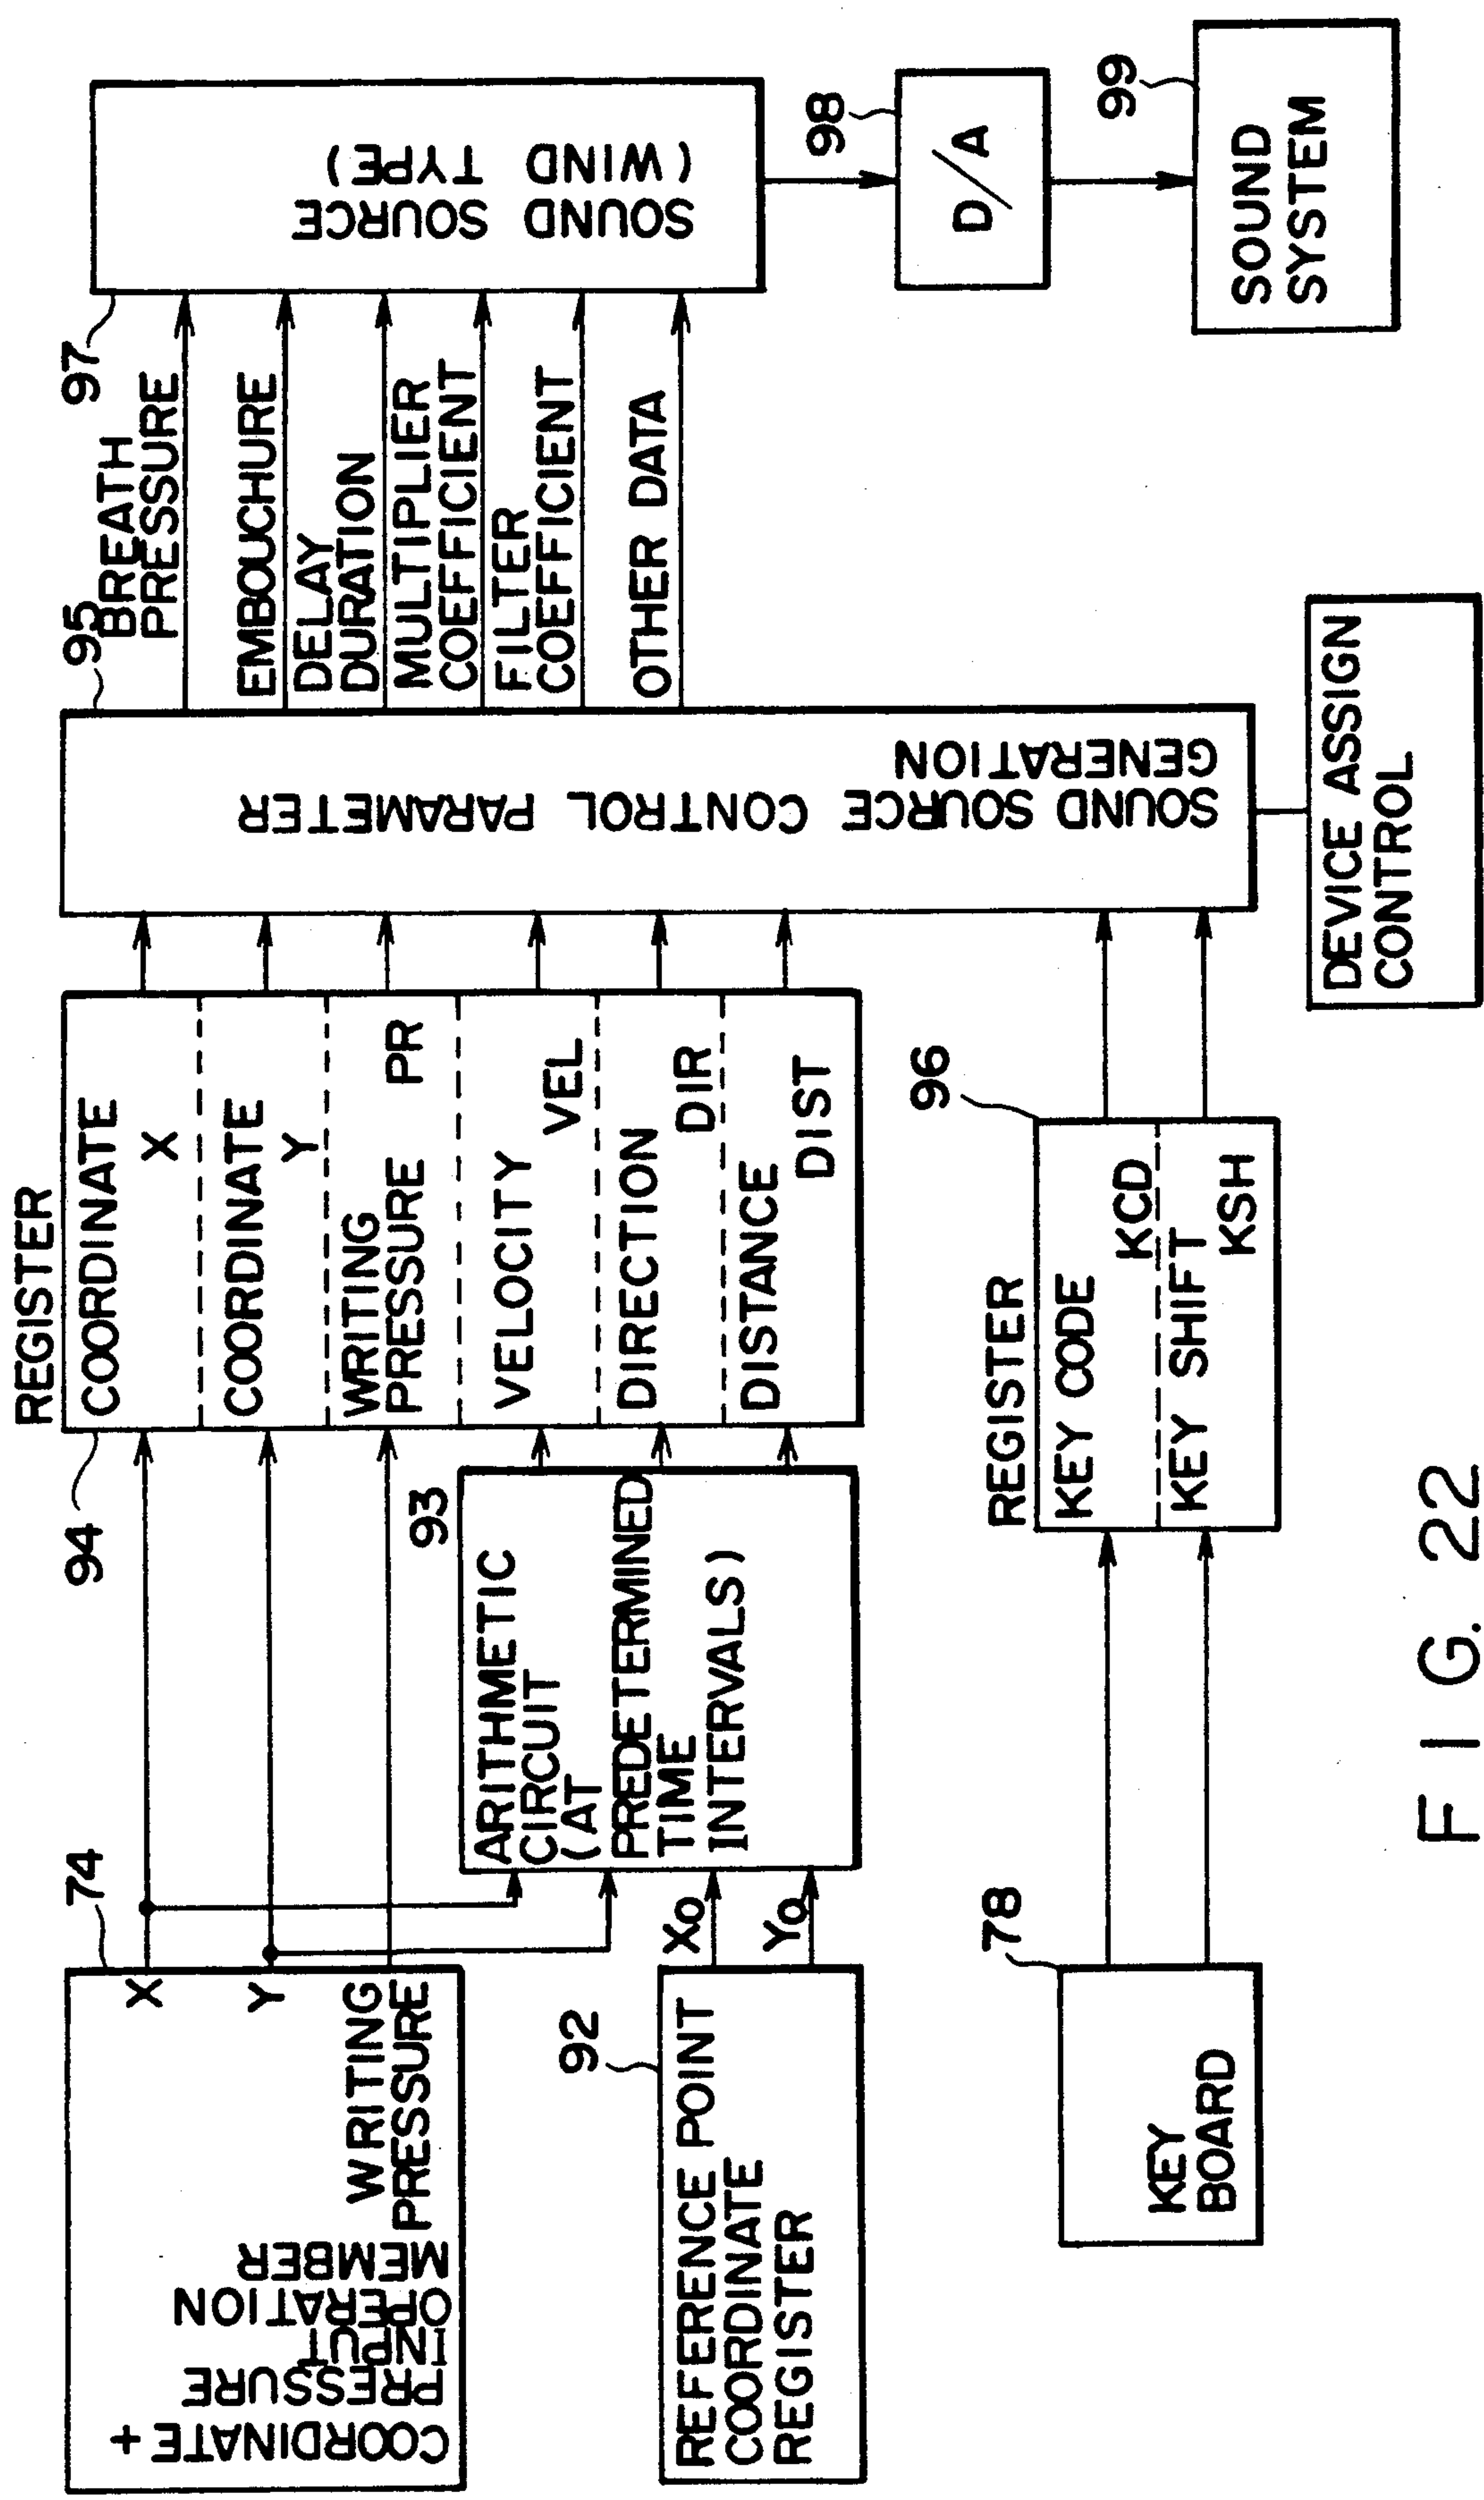 74
COORDINATE +
PRESSURE
INPUT
OPERATION
MEMBER
X
Y
WRITING
PRESSURE
92
REFERENCE POINT
COORDINATE
REGISTER
X0
Y0
78
KEY
BOARD
93
ARITHMETIC
CIRCUIT
(AT
PREDETERMINED
TIME
INTERVALS)
94
REGISTER
COORDINATE
X
COORDINATE
Y
WRITING
PRESSURE PR
VELOCITY
VEL
DIRECTION
DIR
DISTANCE
DIST
REGISTER
96
KEY CODE
KCD
KEY SHIFT
KSH
95
SOUND SOURCE CONTROL PARAMETER
GENERATION
DEVICE ASSIGN
CONTROL
BREATH
PRESSURE
EMBOUCHURE
DELAY
DURATION
MULTIPLIER
COEFFICIENT
FILTER
COEFFICIENT
OTHER DATA
97
SOUND SOURCE
(WIND TYPE)
98
D/A
99
SOUND
SYSTEM
FIG. 22